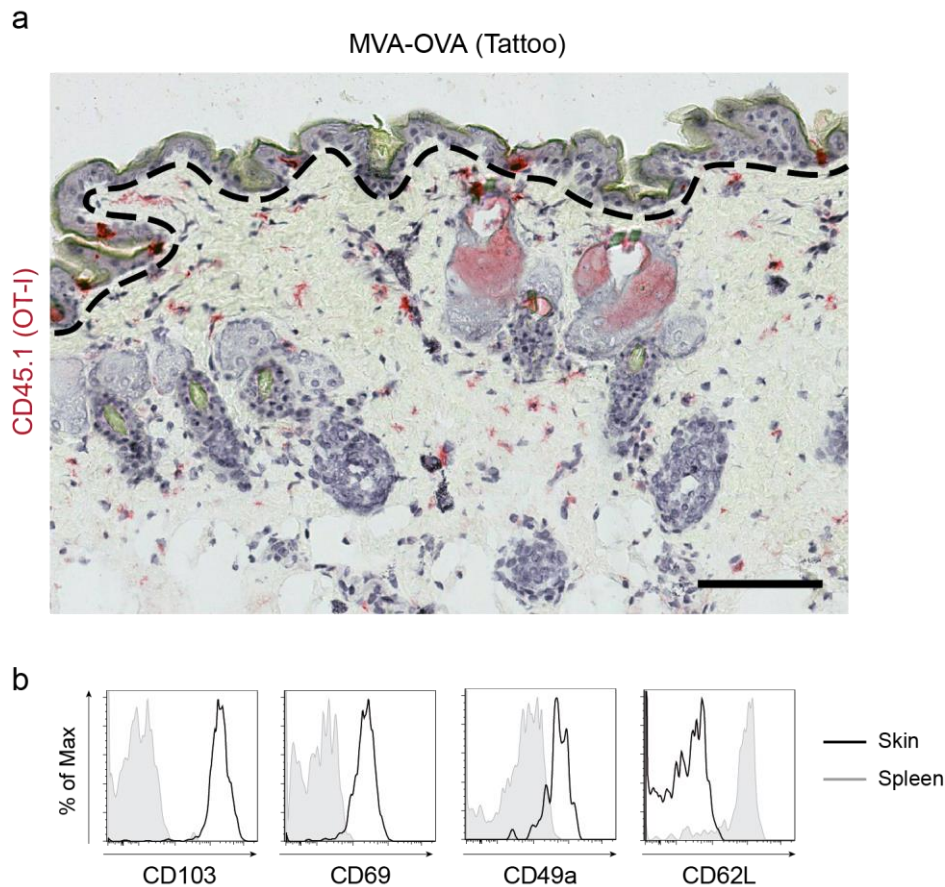 a
MVA-OVA (Tattoo)
CD45.1 (OT-I)
b
% of Max
CD103
CD69
CD49a
CD62L
Skin
Spleen